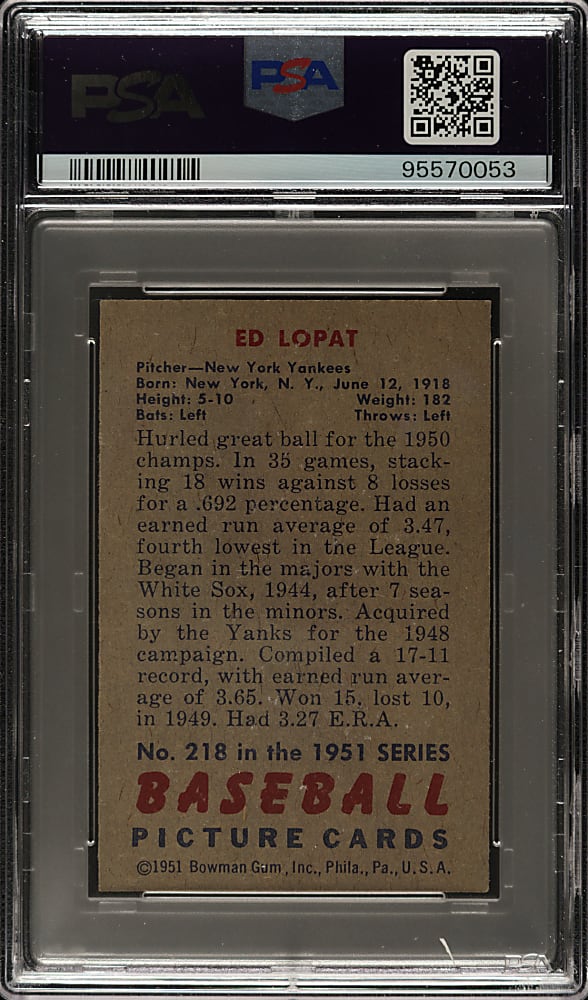 PSA
PSA
95570053
ED LOPAT
Pitcher—New York Yankees
Born: New York, N. Y., June 12, 1918
Height: 5-10 Weight: 182
Bats: Left Throws: Left
Hurled great ball for the 1950
champs. In 35 games, stack-
ing 18 wins against 8 losses
for a .692 percentage. Had an
earned run average of 3.47,
fourth lowest in the League.
Began in the majors with the
White Sox, 1944, after 7 sea-
sons in the minors. Acquired
by the Yanks for the 1948
campaign. Compiled a 17-11
record, with earned run aver-
age of 3.65. Won 15, lost 10,
in 1949. Had 3.27 E.R.A.
No. 218 in the 1951 SERIES
BASEBALL
PICTURE CARDS
©1951 Bowman Gum, Inc., Phila., Pa., U.S.A.
PSA